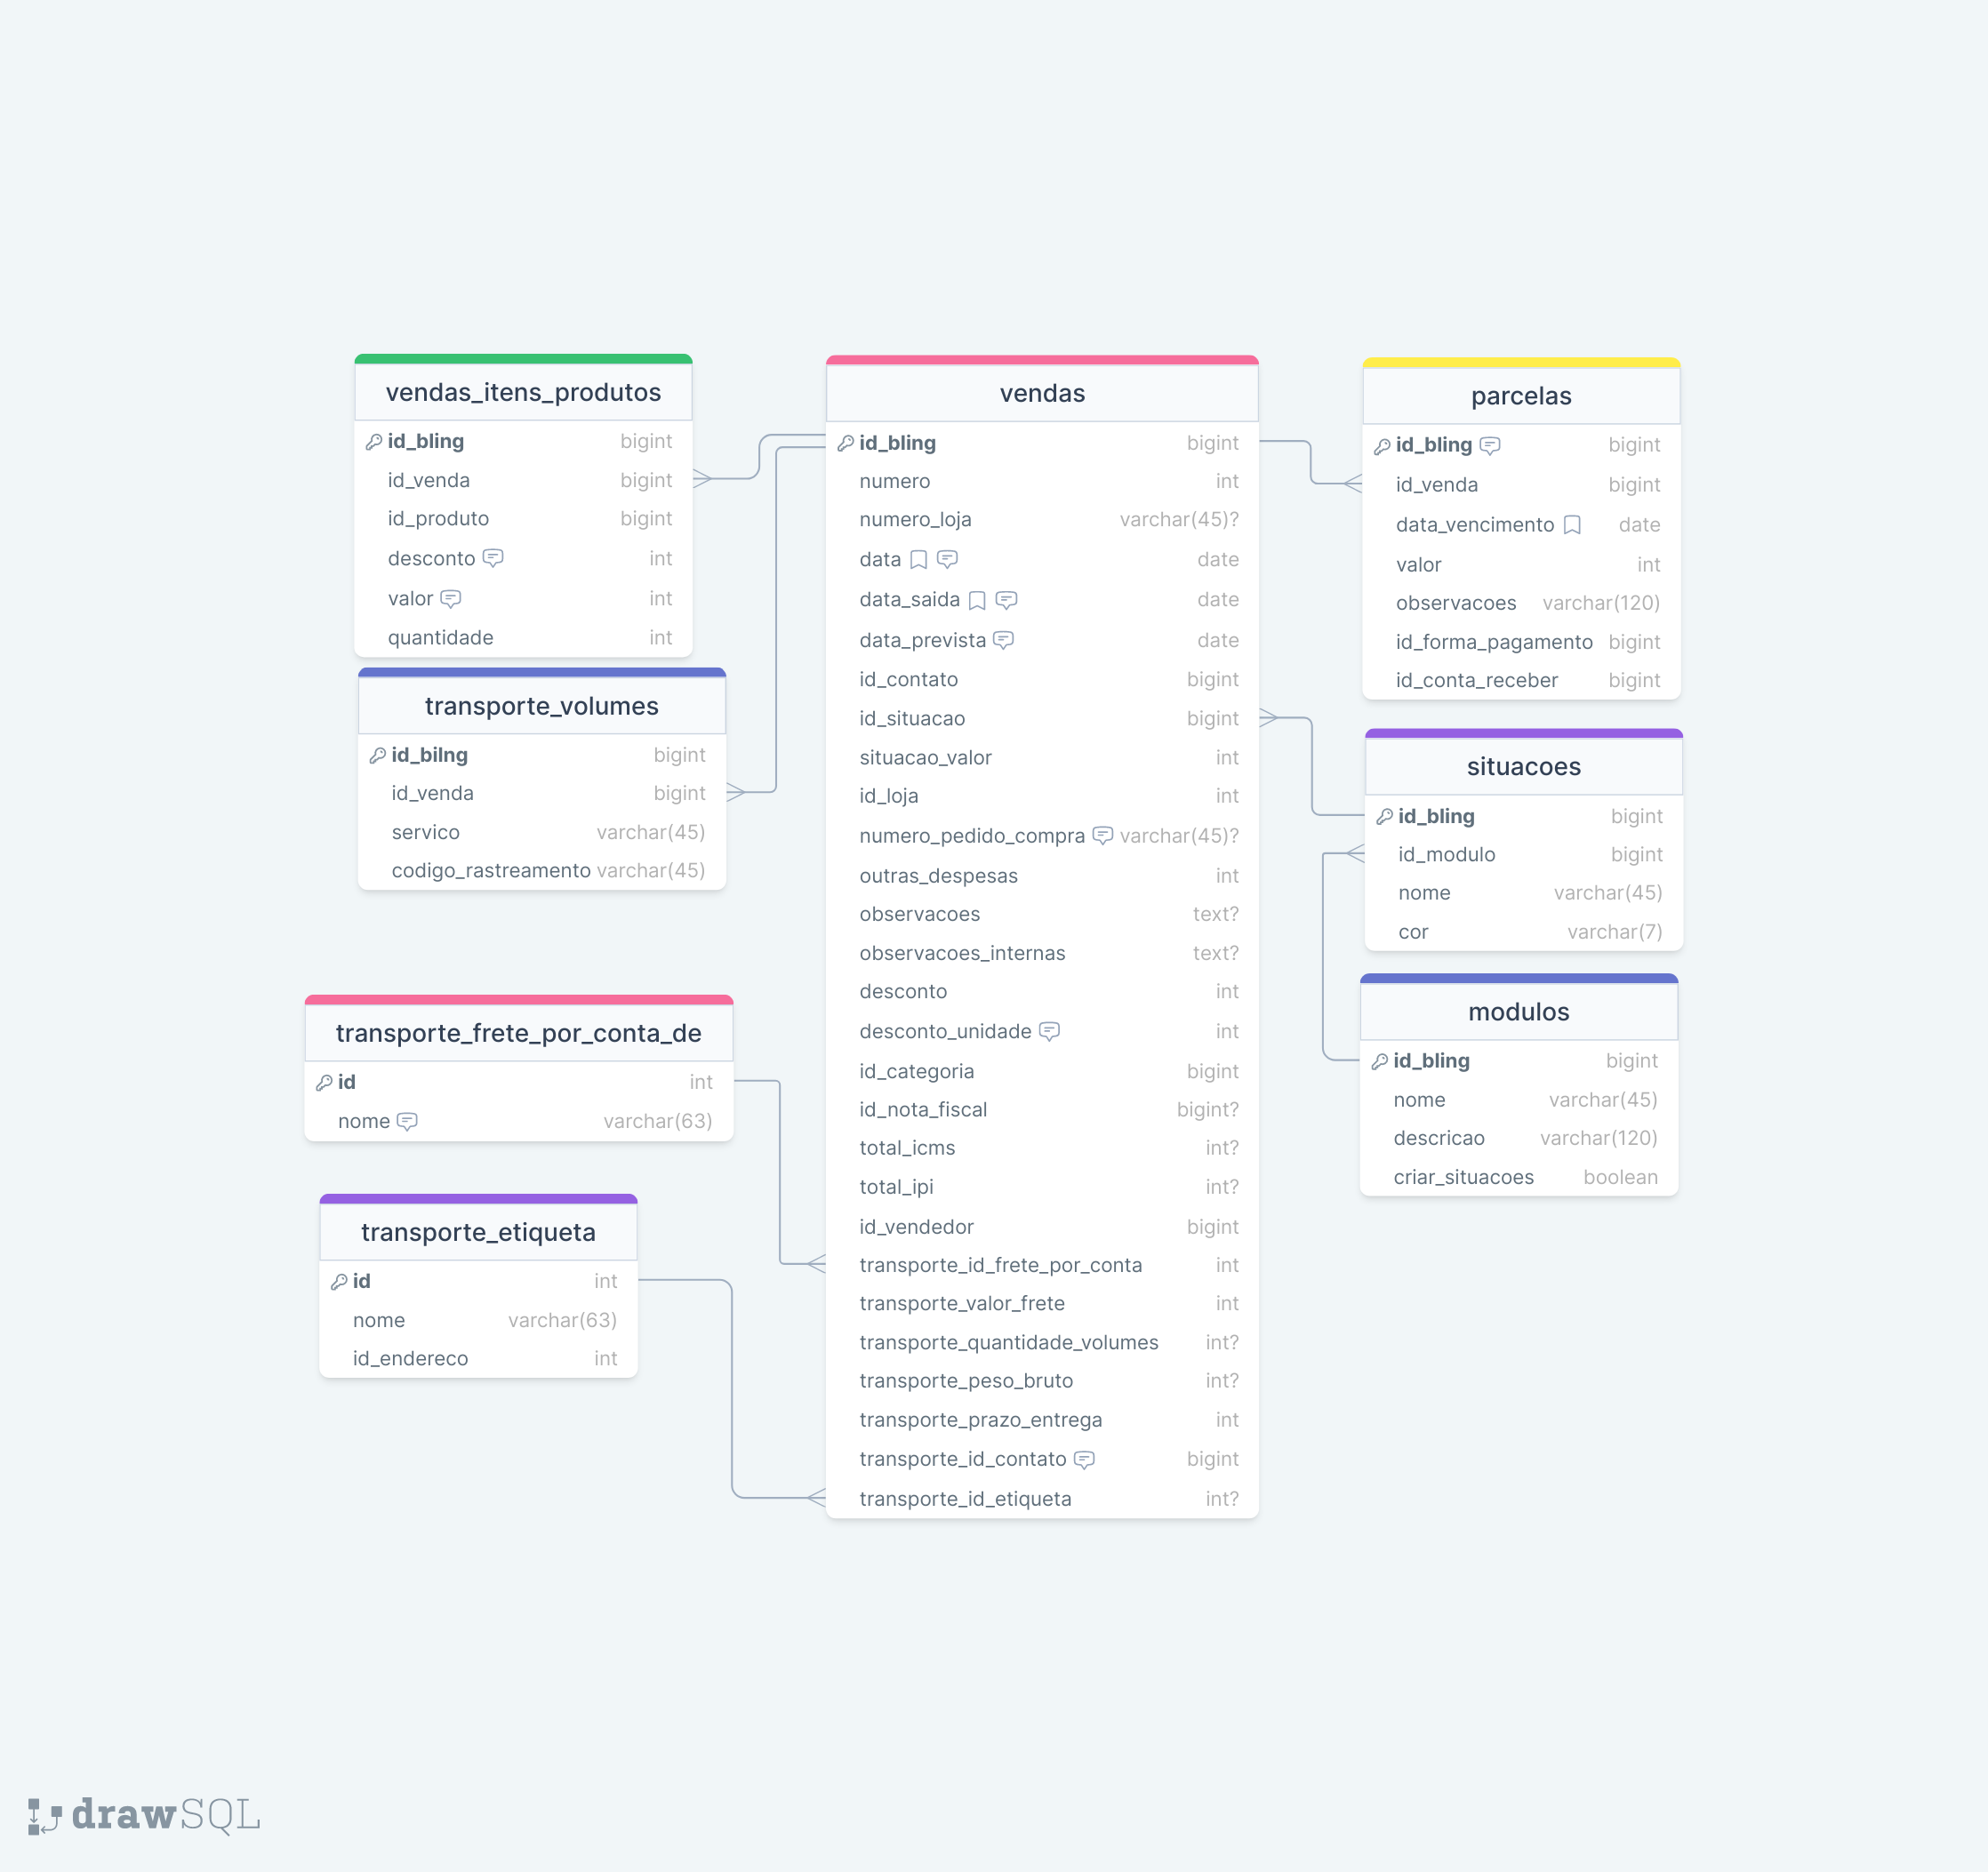 vendas_itens_produtos
id_bling bigint
id_venda bigint
id_produto bigint
desconto int
valor int
quantidade int
transporte_volumes
id_bilng bigint
id_venda bigint
servico varchar(45)
codigo_rastreamento varchar(45)
transporte_frete_por_conta_de
id int
nome varchar(63)
transporte_etiqueta
id int
nome varchar(63)
id_endereco int
vendas
id_bling bigint
numero int
numero_loja varchar(45)?
data date
data_saida date
data_prevista date
id_contato bigint
id_situacao bigint
situacao_valor int
id_loja int
numero_pedido_compra varchar(45)?
outras_despesas int
observacoes text?
observacoes_internas text?
desconto int
desconto_unidade int
id_categoria bigint
id_nota_fiscal bigint?
total_icms int?
total_ipi int?
id_vendedor bigint
transporte_id_frete_por_conta int
transporte_valor_frete int
transporte_quantidade_volumes int?
transporte_peso_bruto int?
transporte_prazo_entrega int
transporte_id_contato bigint
transporte_id_etiqueta int?
parcelas
id_bling bigint
id_venda bigint
data_vencimento date
valor int
observacoes varchar(120)
id_forma_pagamento bigint
id_conta_receber bigint
situacoes
id_bling bigint
id_modulo bigint
nome varchar(45)
cor varchar(7)
modulos
id_bling bigint
nome varchar(45)
descricao varchar(120)
criar_situacoes boolean
drawSQL